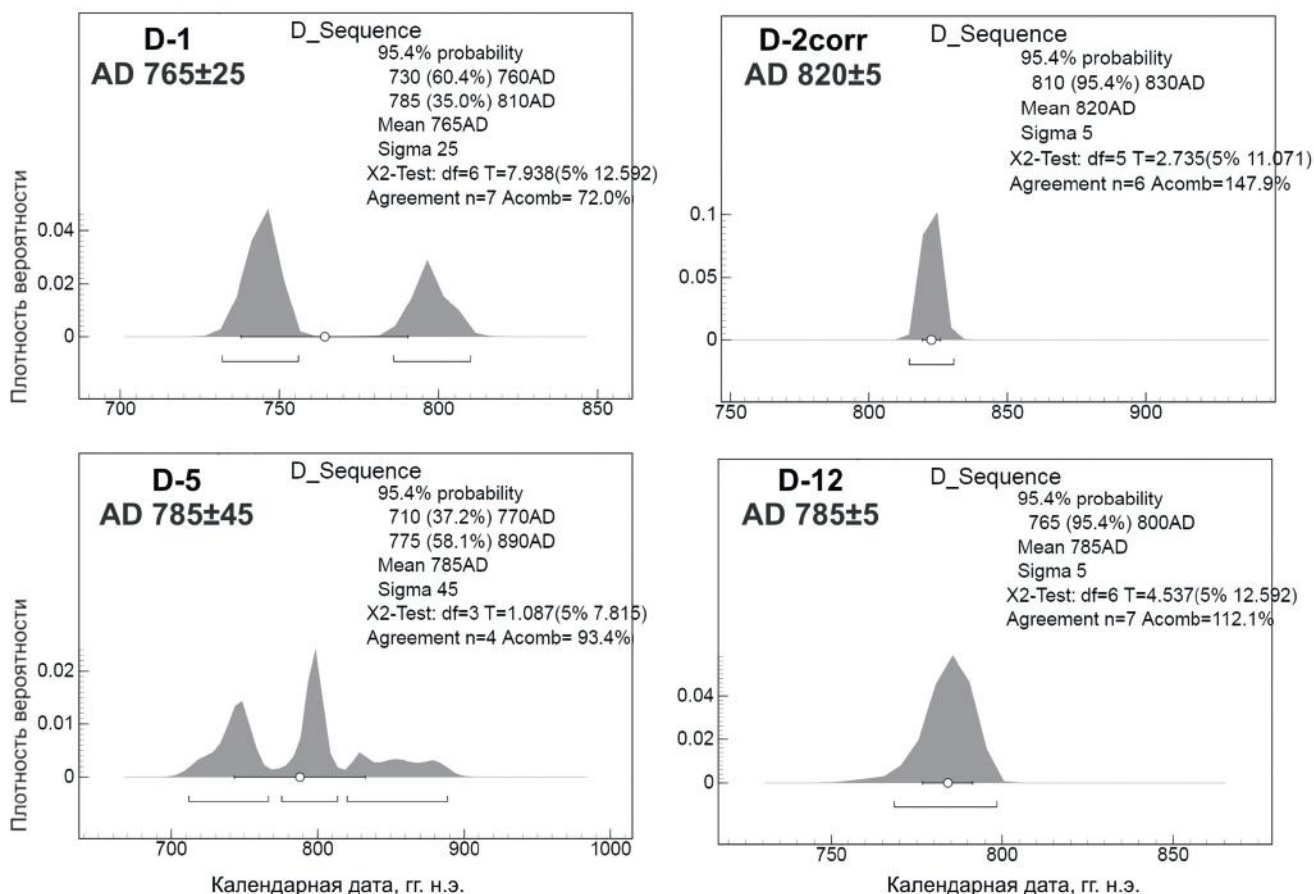 D-1
AD 765±25
D_Sequence
95.4% probability
730 (60.4%) 760AD
785 (35.0%) 810AD
Mean 765AD
Sigma 25
X2-Test: df=6 T=7.938(5% 12.592)
Agreement n=7 Acomb= 72.0%
Плотность вероятности
0.04
0.02
0
700 750 800 850
D-2corr
AD 820±5
D_Sequence
95.4% probability
810 (95.4%) 830AD
Mean 820AD
Sigma 5
X2-Test: df=5 T=2.735(5% 11.071)
Agreement n=6 Acomb=147.9%
0.1
0.05
0
750 800 850 900
D-5
AD 785±45
D_Sequence
95.4% probability
710 (37.2%) 770AD
775 (58.1%) 890AD
Mean 785AD
Sigma 45
X2-Test: df=3 T=1.087(5% 7.815)
Agreement n=4 Acomb= 93.4%
Плотность вероятности
0.02
0.01
0
700 800 900 1000
Календарная дата, гг. н.э.
D-12
AD 785±5
D_Sequence
95.4% probability
765 (95.4%) 800AD
Mean 785AD
Sigma 5
X2-Test: df=6 T=4.537(5% 12.592)
Agreement n=7 Acomb=112.1%
0.04
0.02
0
750 800 850
Календарная дата, гг. н.э.